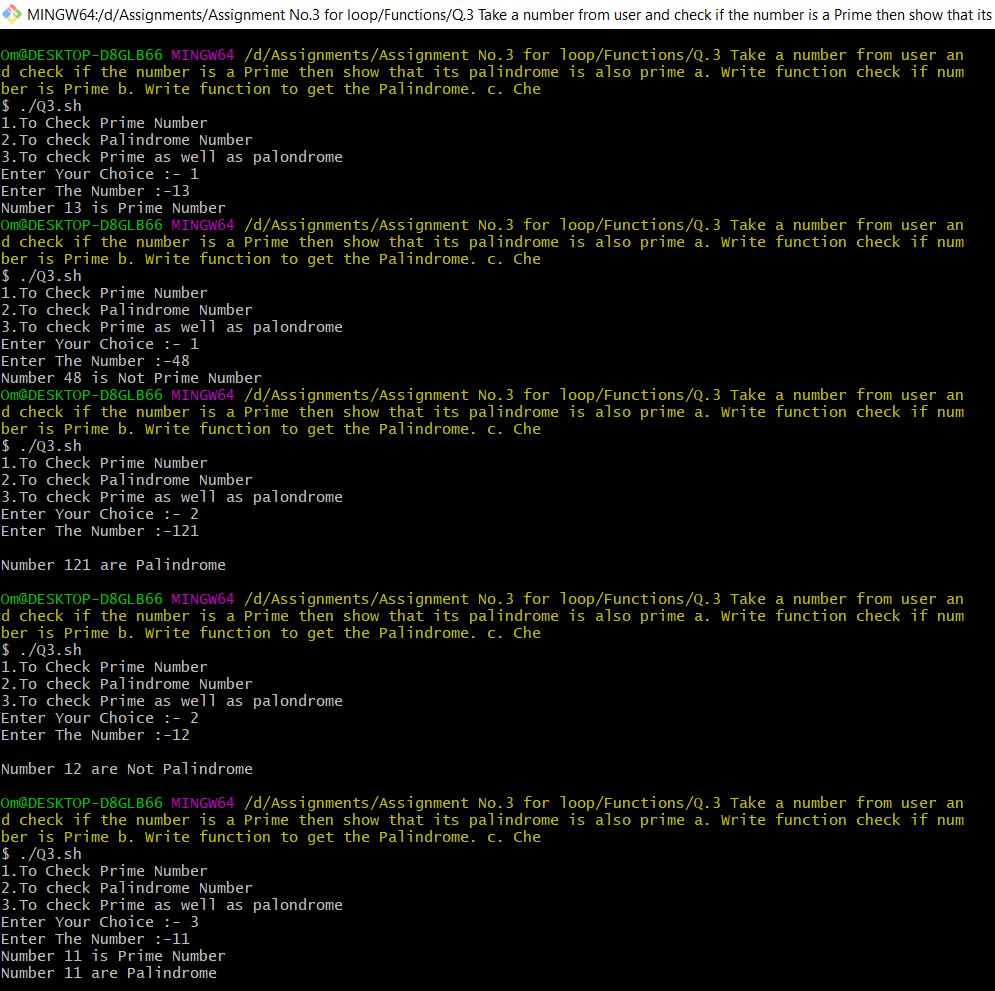 MINGW64:/d/Assignments/Assignment No.3 for loop/Functions/Q.3 Take a number from user and check if the number is a Prime then show that its
Om@DESKTOP-D8GLB66 MINGW64 /d/Assignments/Assignment No.3 for loop/Functions/Q.3 Take a number from user an
d check if the number is a Prime then show that its palindrome is also prime a. Write function check if num
ber is Prime b. Write function to get the Palindrome. c. Che
$ ./Q3.sh
1.To Check Prime Number
2.To check Palindrome Number
3.To check Prime as well as palondrome
Enter Your Choice :- 1
Enter The Number :-13
Number 13 is Prime Number
Om@DESKTOP-D8GLB66 MINGW64 /d/Assignments/Assignment No.3 for loop/Functions/Q.3 Take a number from user an
d check if the number is a Prime then show that its palindrome is also prime a. Write function check if num
ber is Prime b. Write function to get the Palindrome. c. Che
$ ./Q3.sh
1.To Check Prime Number
2.To check Palindrome Number
3.To check Prime as well as palondrome
Enter Your Choice :- 1
Enter The Number :-48
Number 48 is Not Prime Number
Om@DESKTOP-D8GLB66 MINGW64 /d/Assignments/Assignment No.3 for loop/Functions/Q.3 Take a number from user an
d check if the number is a Prime then show that its palindrome is also prime a. Write function check if num
ber is Prime b. Write function to get the Palindrome. c. Che
$ ./Q3.sh
1.To Check Prime Number
2.To check Palindrome Number
3.To check Prime as well as palondrome
Enter Your Choice :- 2
Enter The Number :-121
Number 121 are Palindrome
Om@DESKTOP-D8GLB66 MINGW64 /d/Assignments/Assignment No.3 for loop/Functions/Q.3 Take a number from user an
d check if the number is a Prime then show that its palindrome is also prime a. Write function check if num
ber is Prime b. Write function to get the Palindrome. c. Che
$ ./Q3.sh
1.To Check Prime Number
2.To check Palindrome Number
3.To check Prime as well as palondrome
Enter Your Choice :- 2
Enter The Number :-12
Number 12 are Not Palindrome
Om@DESKTOP-D8GLB66 MINGW64 /d/Assignments/Assignment No.3 for loop/Functions/Q.3 Take a number from user an
d check if the number is a Prime then show that its palindrome is also prime a. Write function check if num
ber is Prime b. Write function to get the Palindrome. c. Che
$ ./Q3.sh
1.To Check Prime Number
2.To check Palindrome Number
3.To check Prime as well as palondrome
Enter Your Choice :- 3
Enter The Number :-11
Number 11 is Prime Number
Number 11 are Palindrome